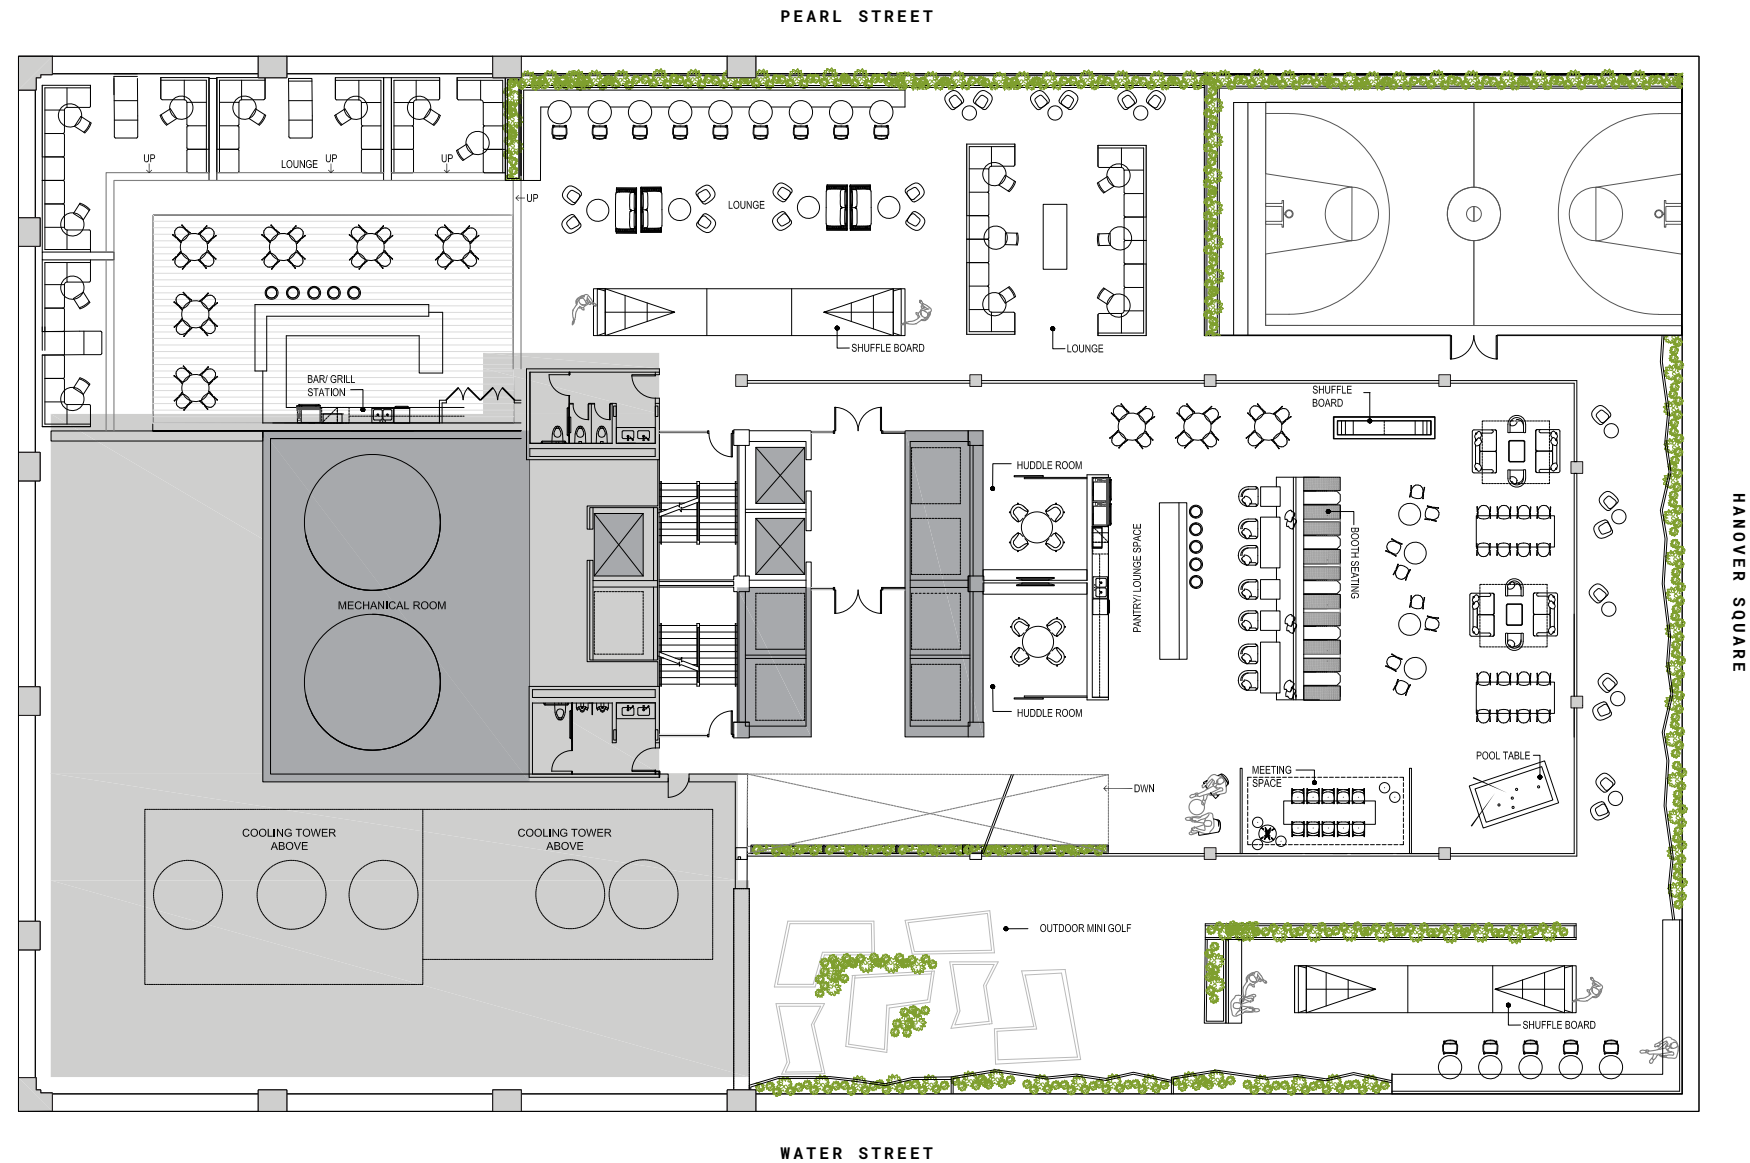 PEARL STREET
UP
LOUNGE
UP
UP
UP
LOUNGE
SHUFFLE BOARD
LOUNGE
BAR/ GRILL
STATION
SHUFFLE
BOARD
HUDDLE ROOM
PANTRY/ LOUNGE SPACE
BOOTH SEATING
HANOVER SQUARE
MECHANICAL ROOM
HUDDLE ROOM
POOL TABLE
MEETING
SPACE
DWN
COOLING TOWER
ABOVE
COOLING TOWER
ABOVE
OUTDOOR MINI GOLF
SHUFFLE BOARD
WATER STREET